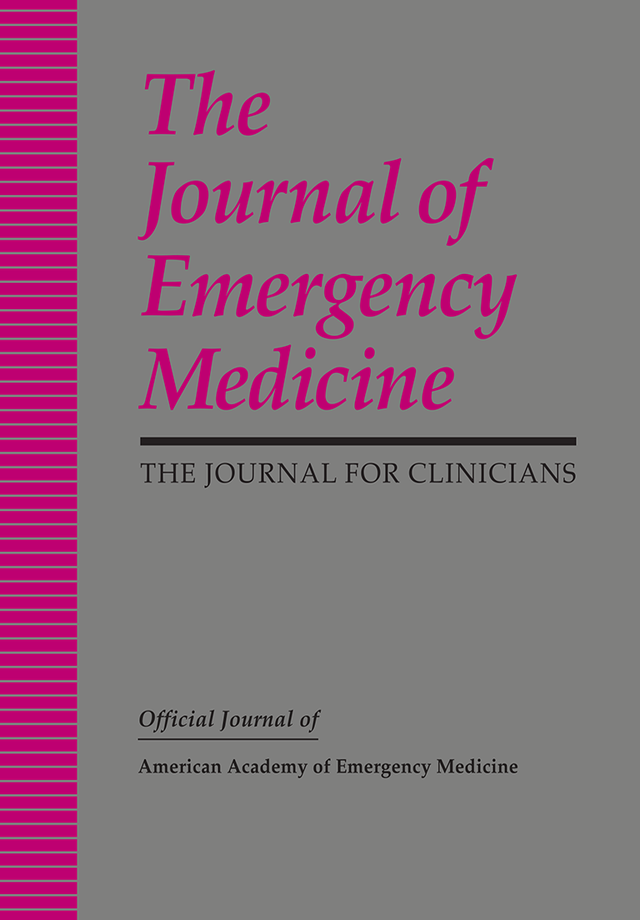 The
Journal of
Emergency
Medicine
THE JOURNAL FOR CLINICIANS
Official Journal of
American Academy of Emergency Medicine